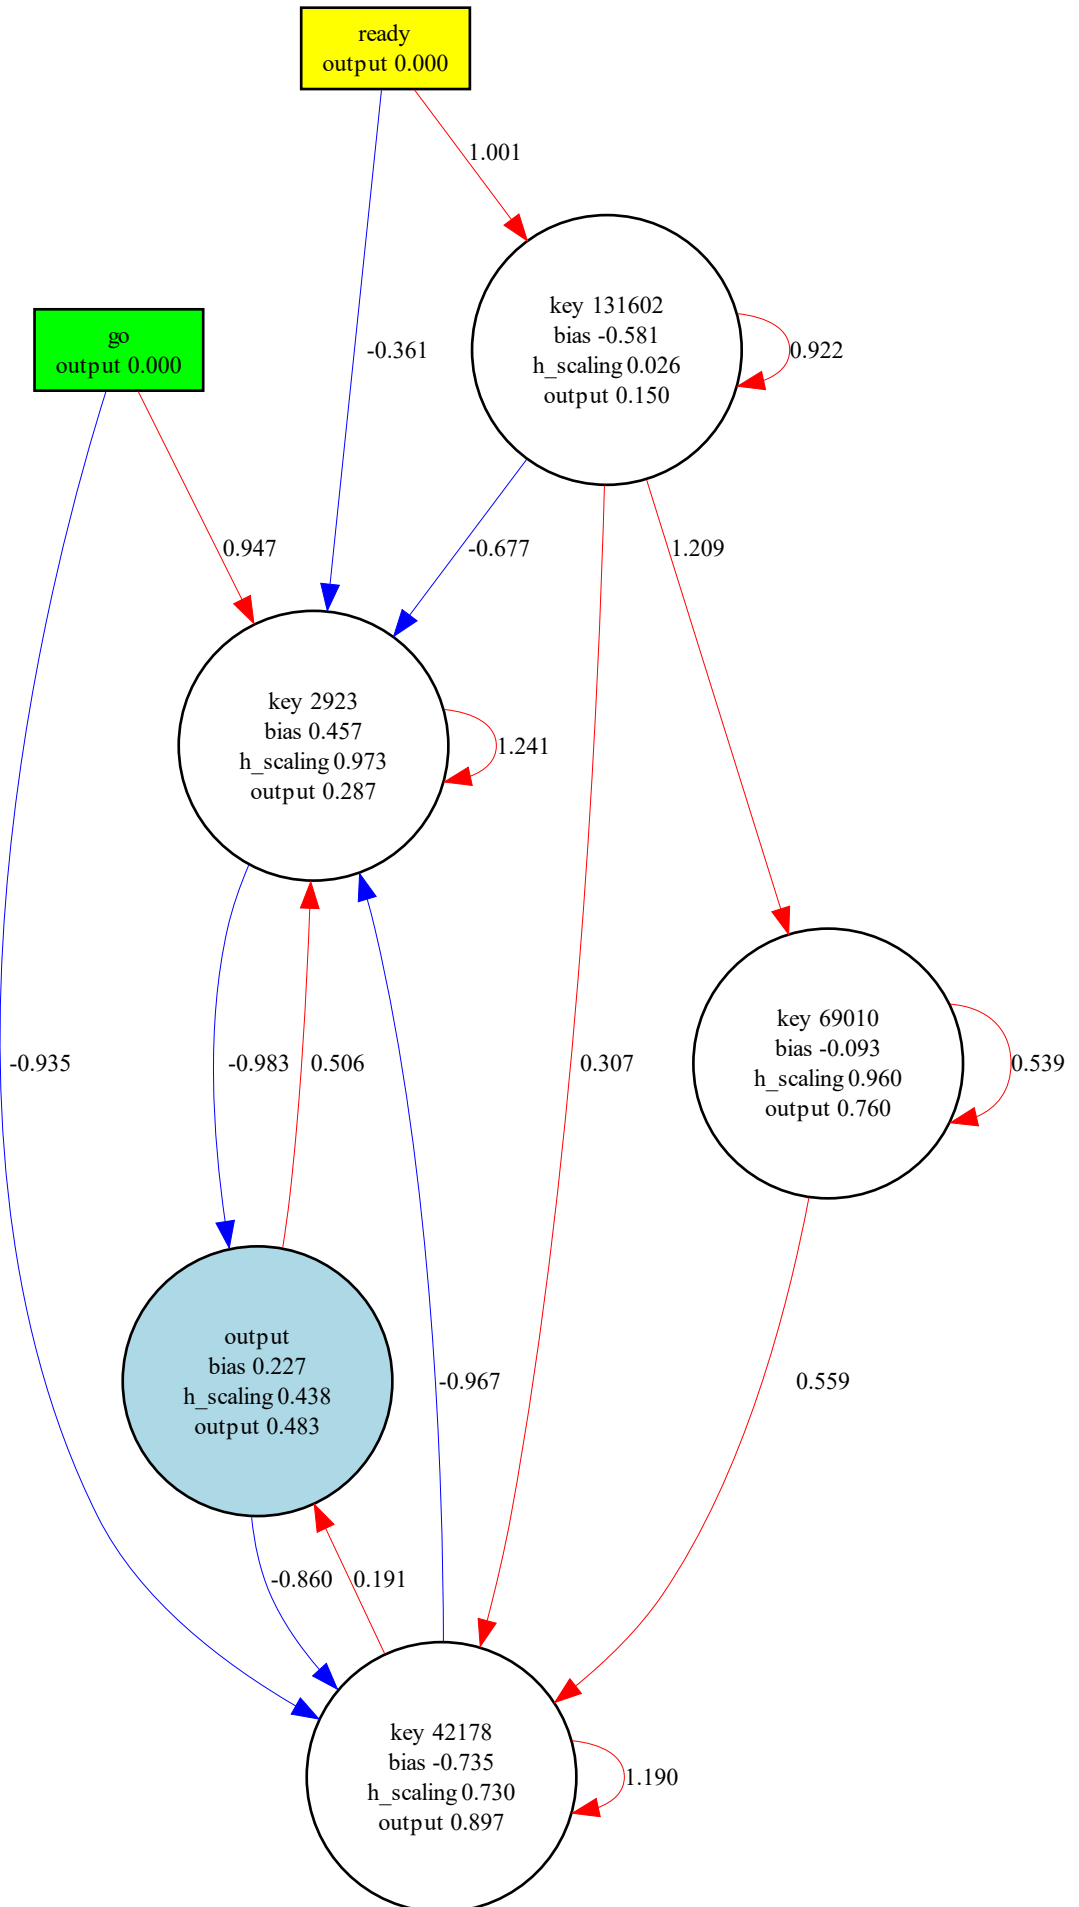 ready
output 0.000
1.001
key 131602
bias -0.581
h_scaling 0.026
output 0.150
0.922
go
output 0.000
-0.361
0.947
-0.677
1.209
key 2923
bias 0.457
h_scaling 0.973
output 0.287
1.241
key 69010
bias -0.093
h_scaling 0.960
output 0.760
0.539
-0.935
-0.983
0.506
0.307
output
bias 0.227
h_scaling 0.438
output 0.483
-0.967
0.559
-0.860
0.191
key 42178
bias -0.735
h_scaling 0.730
output 0.897
1.190